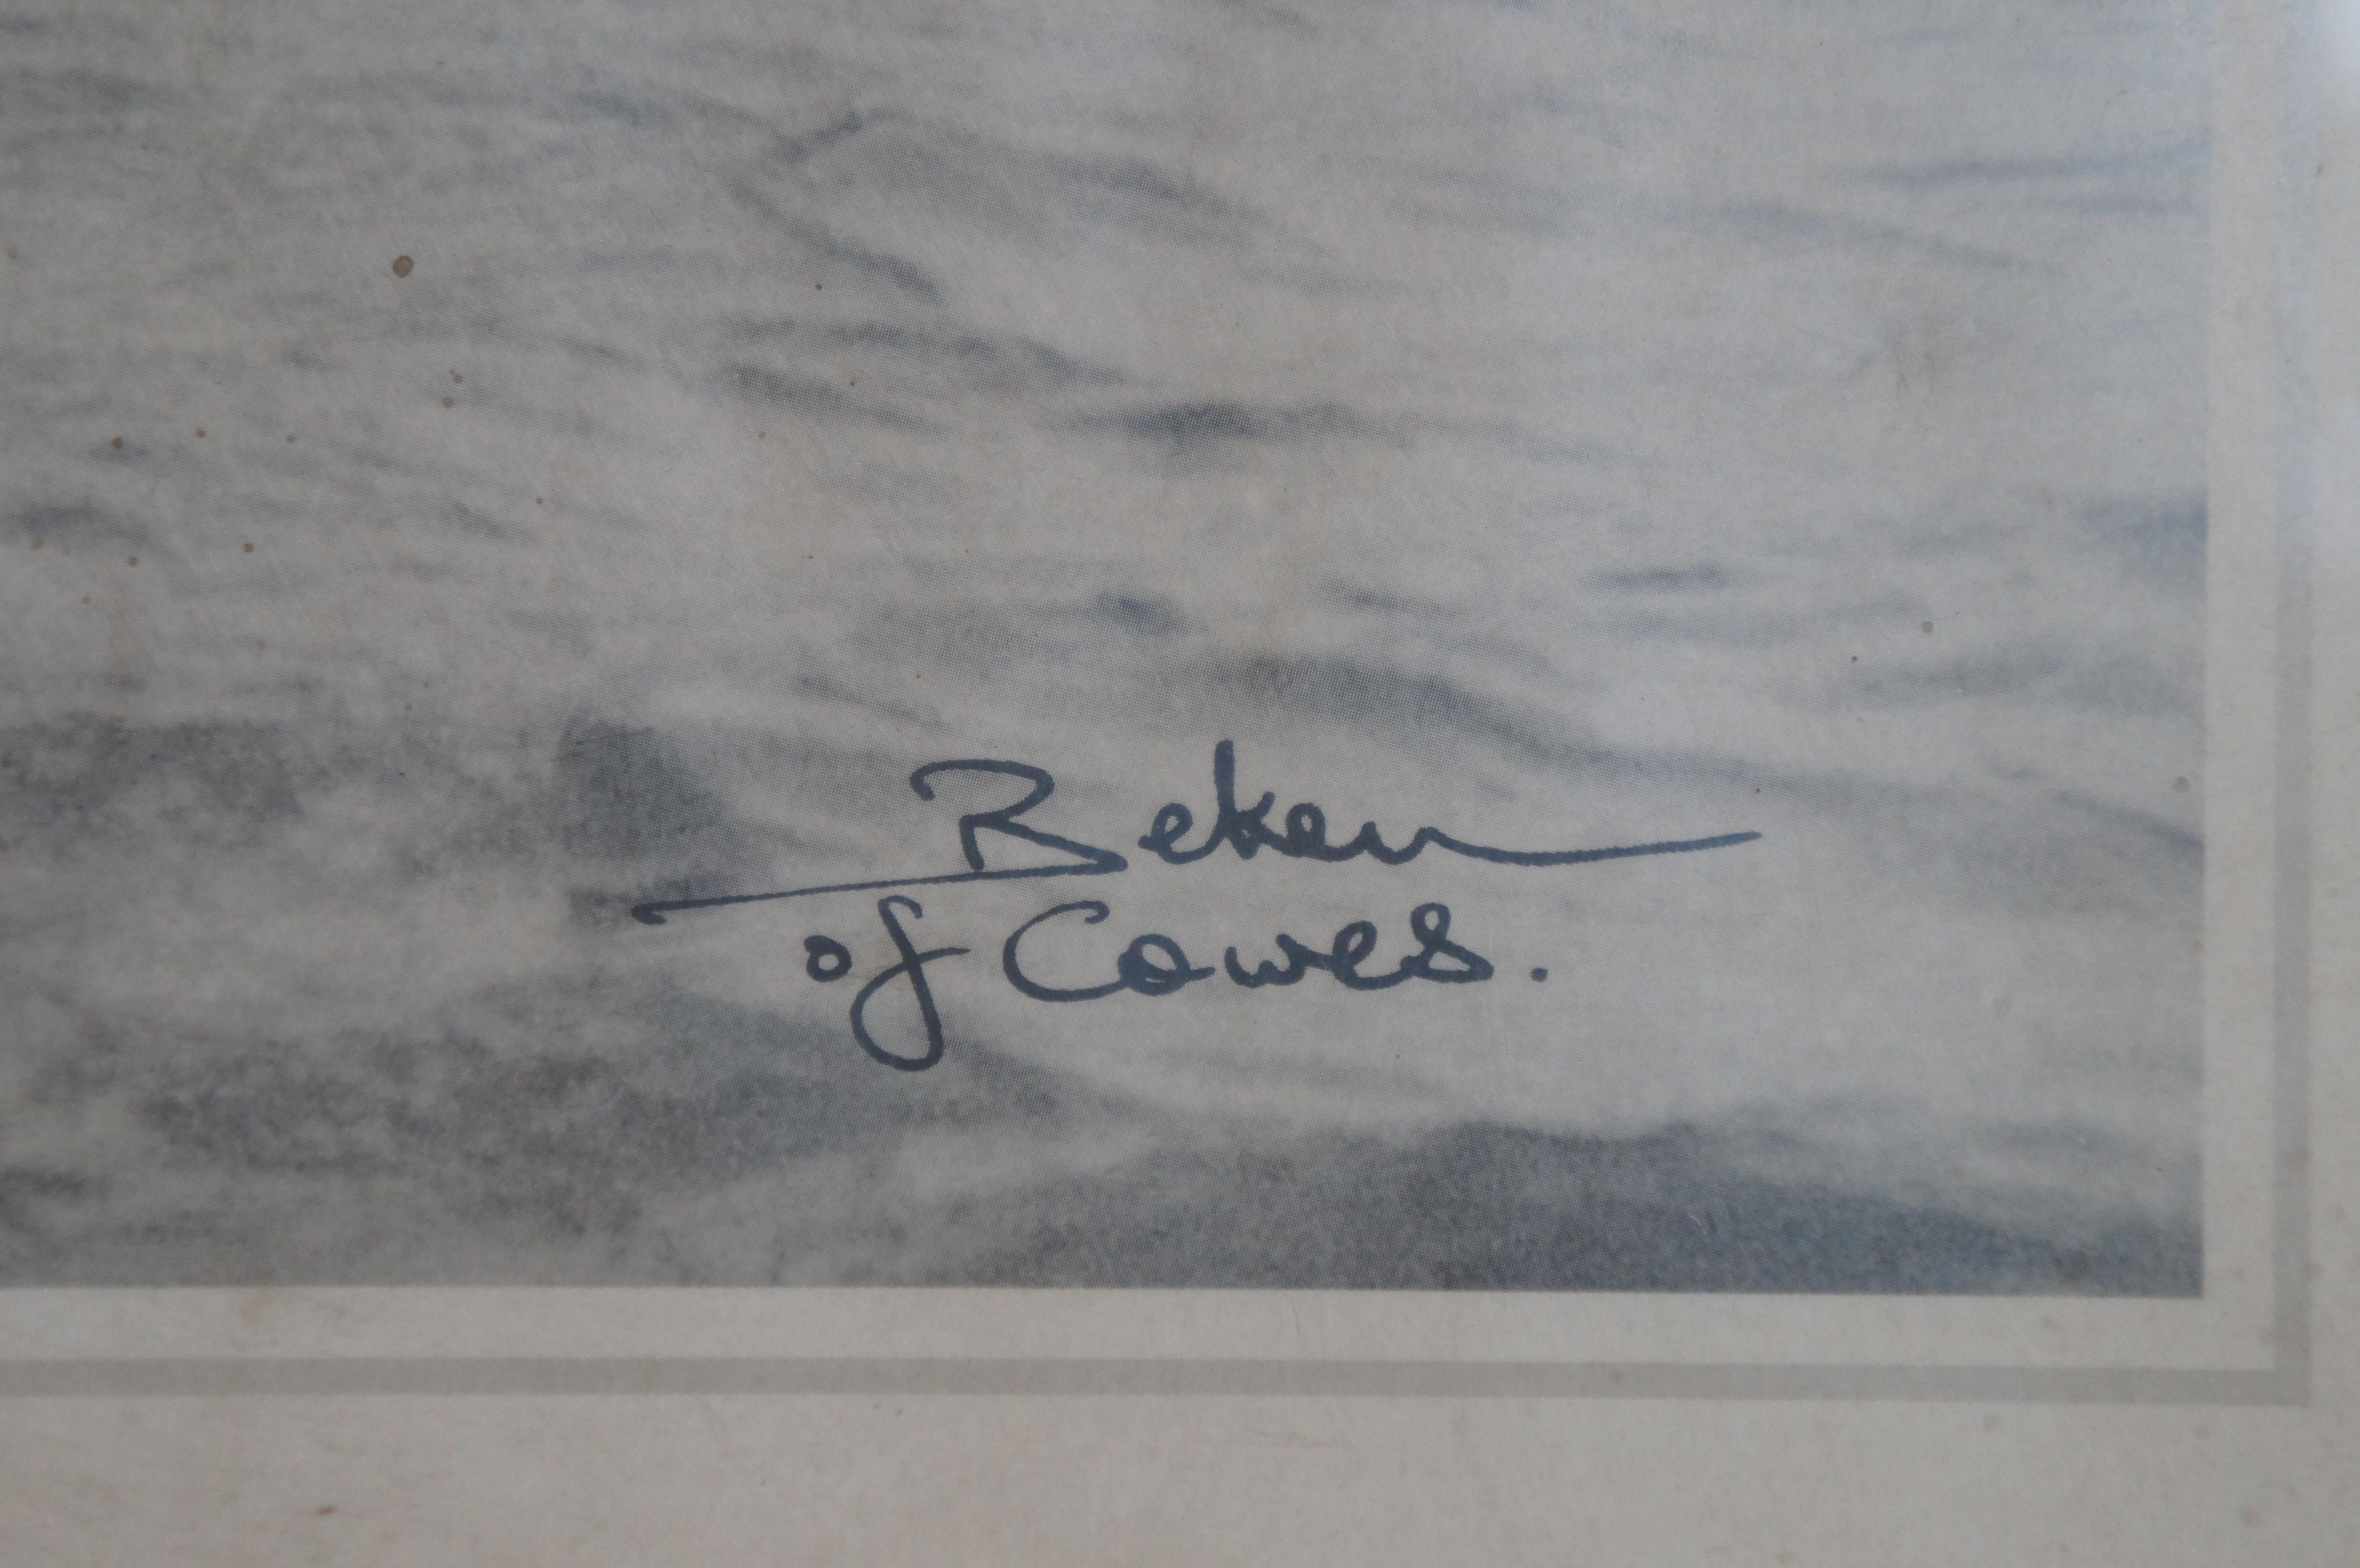 Beken
of Cowes.